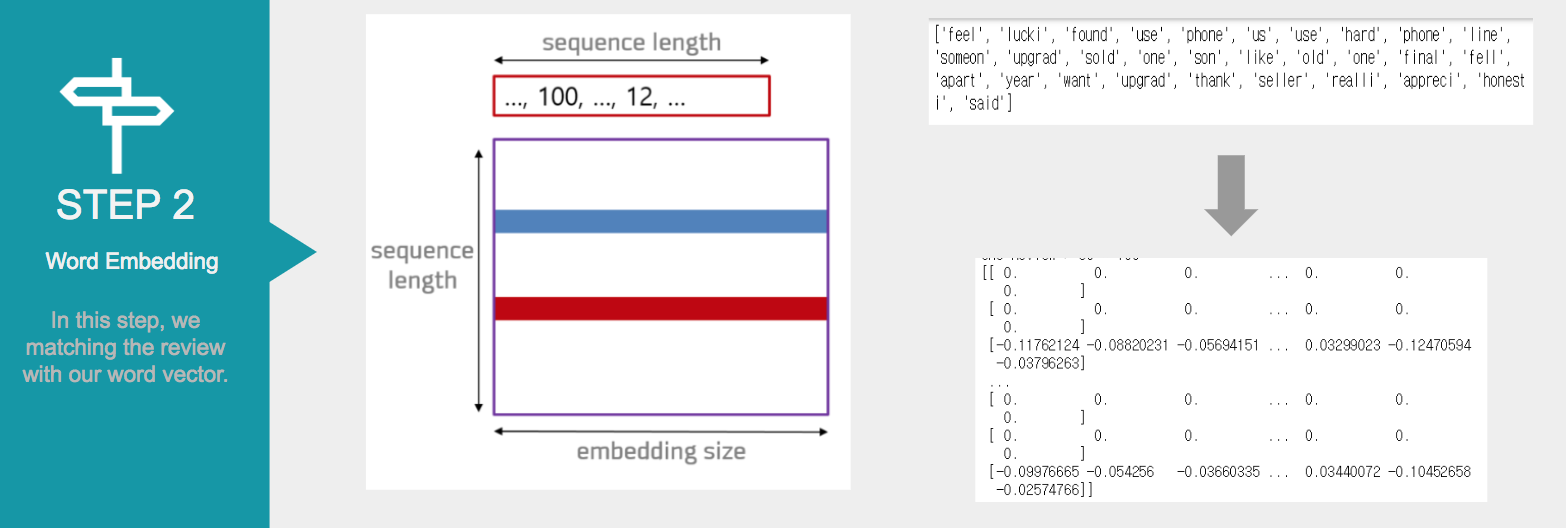 STEP 2
Word Embedding
In this step, we
matching the review
with our word vector.
sequence length
..., 100, ..., 12, ...
sequence
length
embedding size
['feel', 'lucki', 'found', 'use', 'phone', 'us', 'use', 'hard', 'phone', 'line',
'someon', 'upgrad', 'sold', 'one', 'son', 'like', 'old', 'one', 'final', 'fell',
'apart', 'year', 'want', 'upgrad', 'thank', 'seller', 'realli', 'appreci', 'honest
i', 'said']
[[ 0. 0. 0. ... 0. 0.
0. ]
[ 0. 0. 0. ... 0. 0.
0. ]
[-0.11762124 -0.08820231 -0.05694151 ... 0.03299023 -0.12470594
-0.03796263]
...
[ 0. 0. 0. ... 0. 0.
0. ]
[ 0. 0. 0. ... 0. 0.
0. ]
[-0.09976665 -0.054256 -0.03660335 ... 0.03440072 -0.10452658
-0.02574766]]